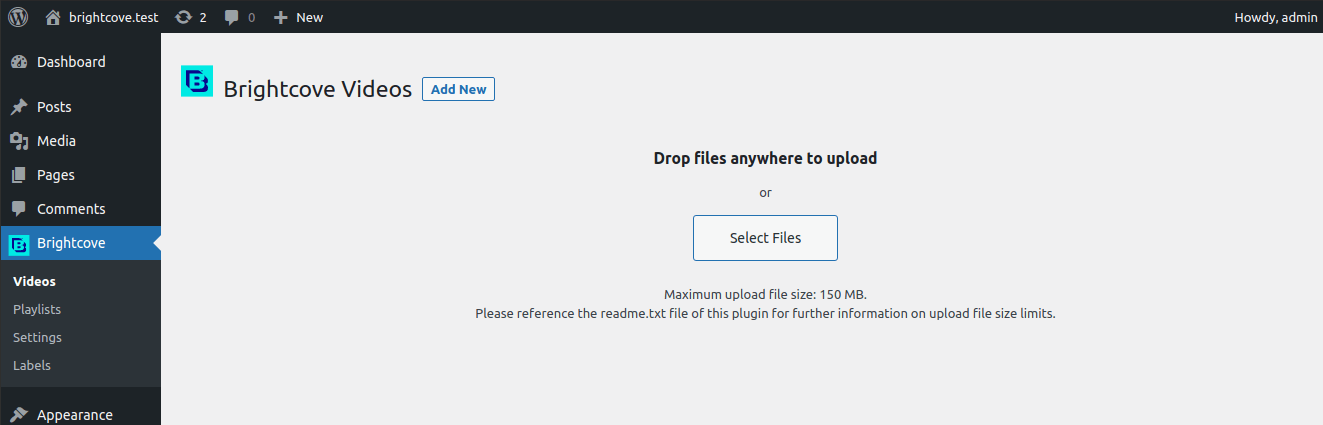 brightcove.test 2 0 New Howdy, admin
Dashboard
Posts
Media
Pages
Comments
Brightcove
Videos
Playlists
Settings
Labels
Appearance
B Brightcove Videos Add New
Drop files anywhere to upload
or
Select Files
Maximum upload file size: 150 MB.
Please reference the readme.txt file of this plugin for further information on upload file size limits.